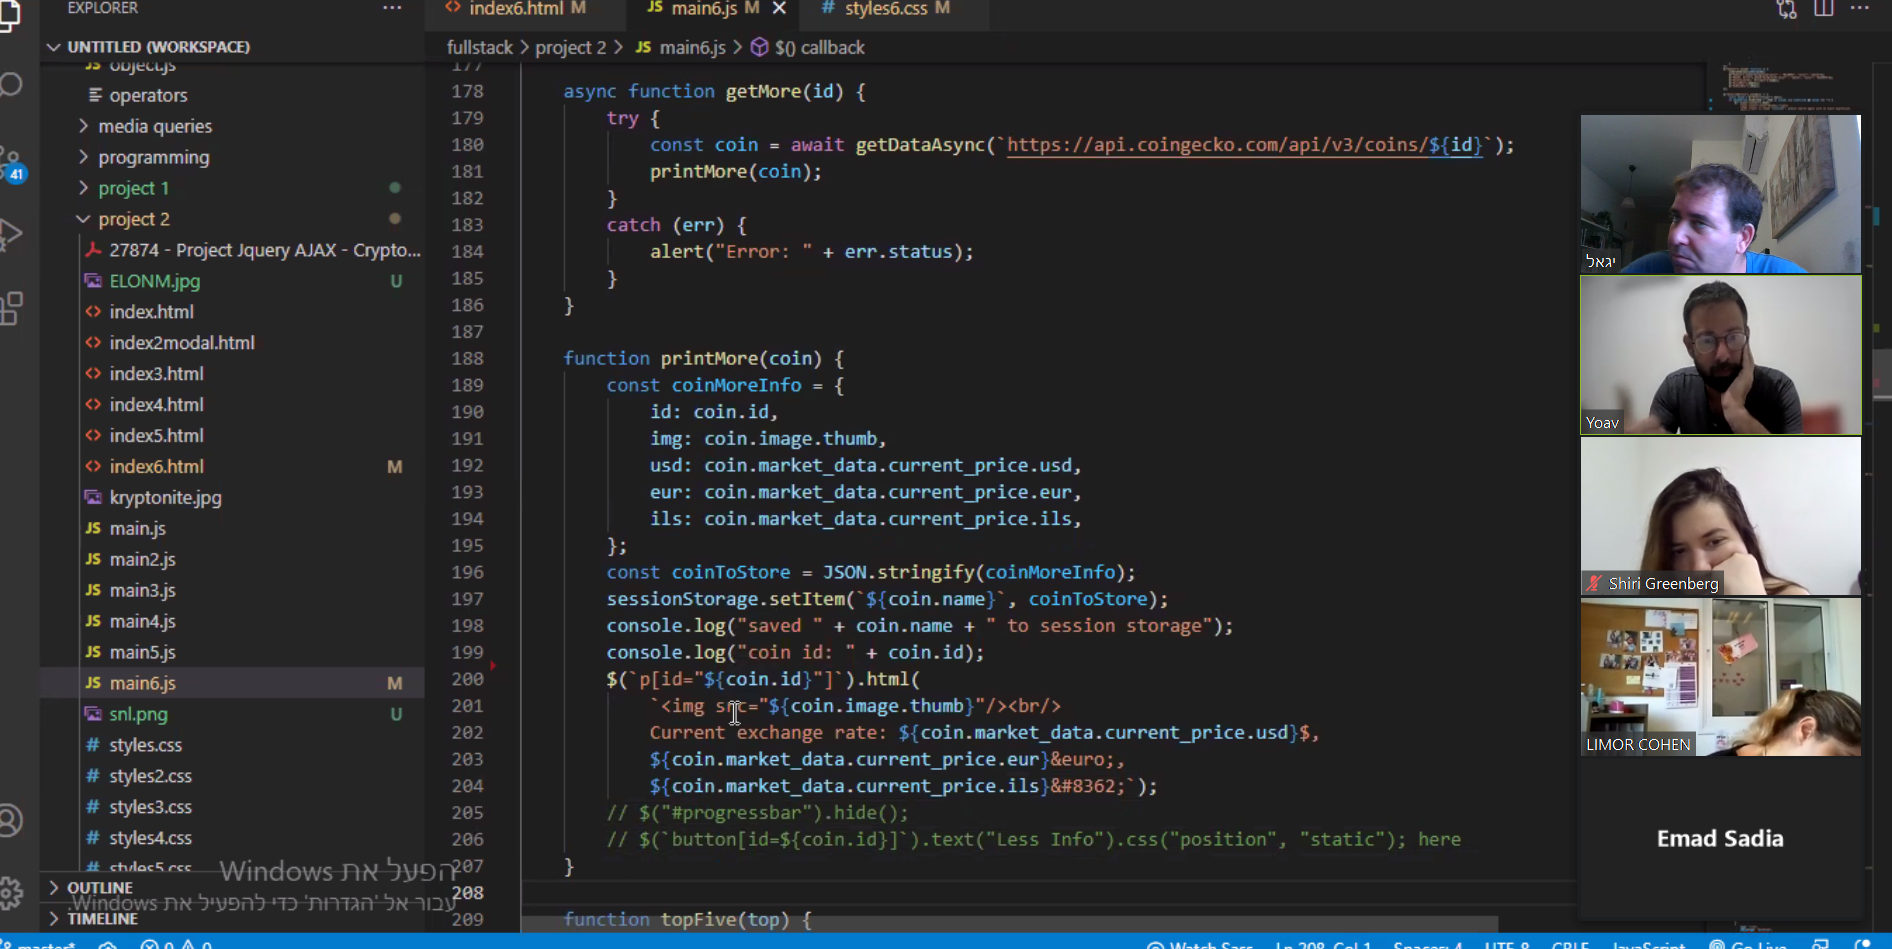 EXPLORER
index6.html M
main6.js M
# styles6.css M
UNTITLED (WORKSPACE)
fullstack > project 2 > JS main6.js > $() callback
JS object.js
operators
media queries
programming
project 1
project 2
27874 - Project Jquery AJAX - Crypto...
ELONM.jpg U
index.html
index2modal.html
index3.html
index4.html
index5.html
index6.html M
kryptonite.jpg
JS main.js
JS main2.js
JS main3.js
JS main4.js
JS main5.js
JS main6.js M
snl.png U
# styles.css
# styles2.css
# styles3.css
# styles4.css
# styles5.css
OUTLINE
TIMELINE
41
177
178 async function getMore(id) {
179 try {
180 const coin = await getDataAsync(`https://api.coingecko.com/api/v3/coins/${id}`);
181 printMore(coin);
182 }
183 catch (err) {
184 alert("Error: " + err.status);
185 }
186 }
187
188 function printMore(coin) {
189 const coinMoreInfo = {
190 id: coin.id,
191 img: coin.image.thumb,
192 usd: coin.market_data.current_price.usd,
193 eur: coin.market_data.current_price.eur,
194 ils: coin.market_data.current_price.ils,
195 };
196 const coinToStore = JSON.stringify(coinMoreInfo);
197 sessionStorage.setItem(`${coin.name}`, coinToStore);
198 console.log("saved " + coin.name + " to session storage");
199 console.log("coin id: " + coin.id);
200 $(`p[id="${coin.id}"]`).html(
201 `<img src="${coin.image.thumb}"/><br/>
202 Current exchange rate: ${coin.market_data.current_price.usd}$,
203 ${coin.market_data.current_price.eur}&euro;,
204 ${coin.market_data.current_price.ils}&#8362;`);
205 // $("#progressbar").hide();
206 // $(`button[id=${coin.id}]`).text("Less Info").css("position", "static"); here
207 }
208
209 function topFive(top) {
הפעל את Windows
עבור אל 'הגדרות' כדי להפעיל את Windows.
יגאל
Yoav
Shiri Greenberg
LIMOR COHEN
Emad Sadia
master* 0 0 Watch Sass Ln 208, Col 1 Spaces: 4 UTF-8 CRLF JavaScript Go Live